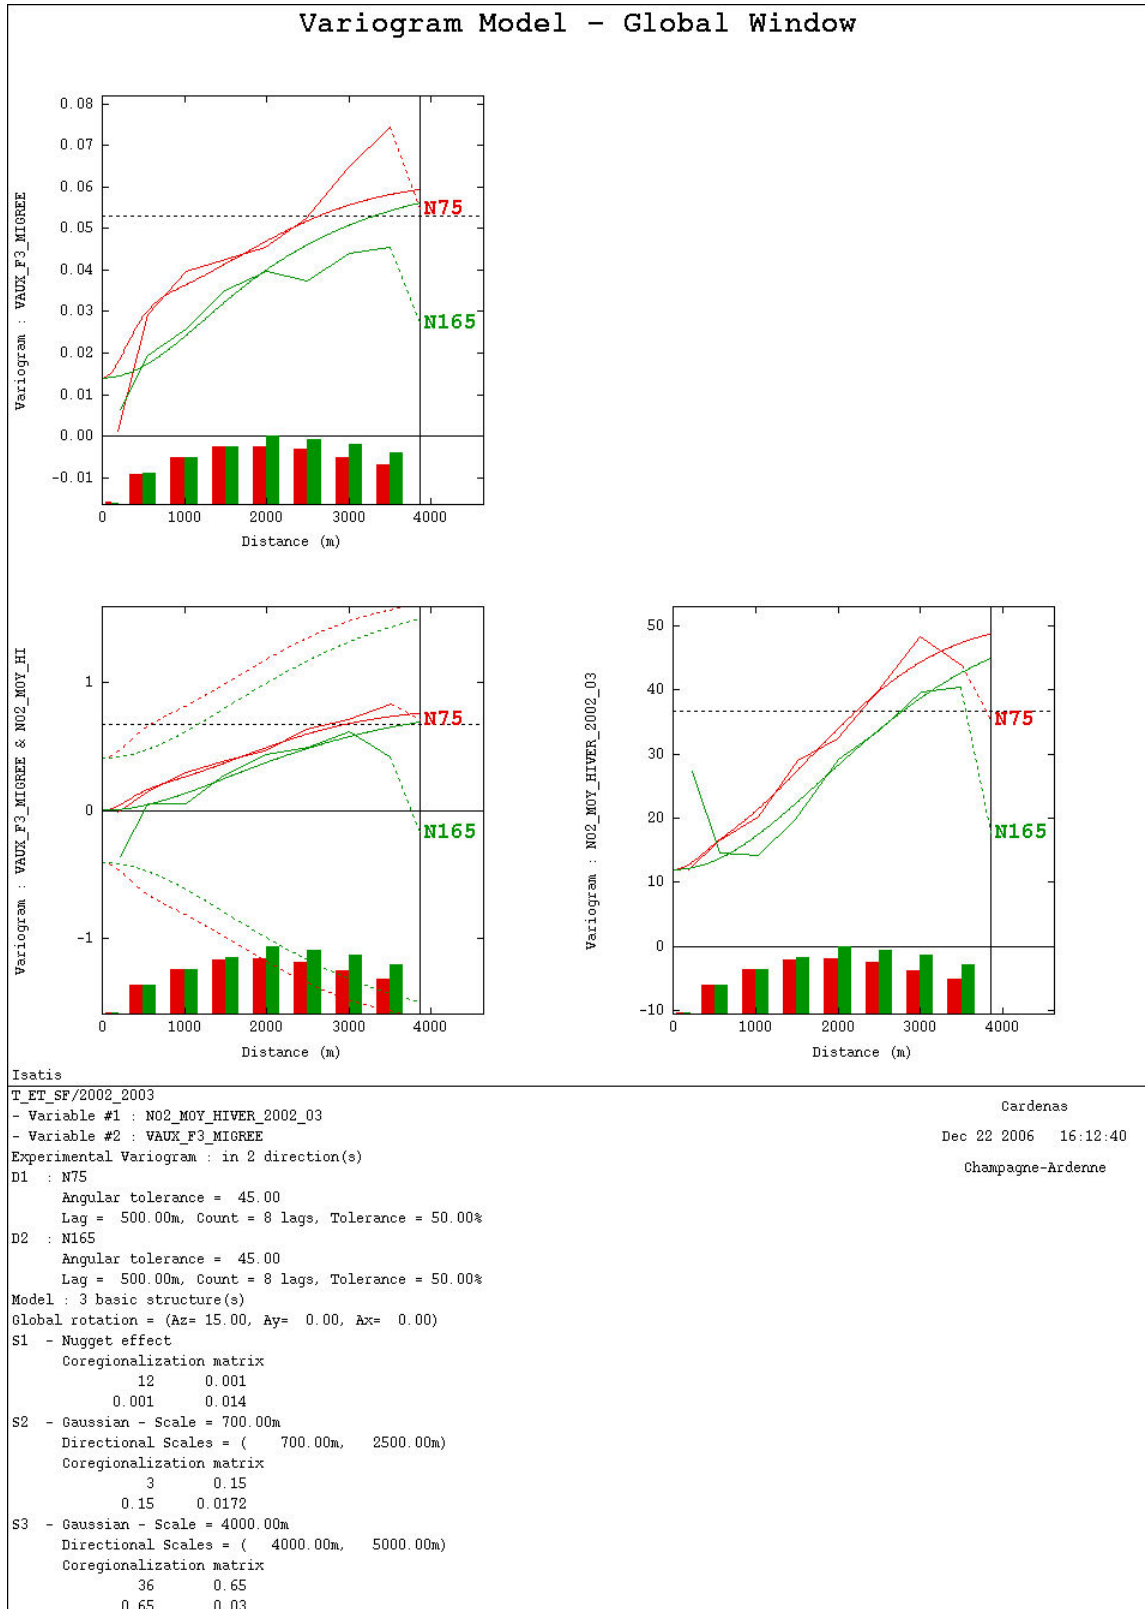 Variogram Model - Global Window
0.08
0.07
0.06
0.05
0.04
0.03
0.02
0.01
0.00
-0.01
Variogram : VAUX_F3_MIGREE
N75
N165
0 1000 2000 3000 4000
Distance (m)
1
0
-1
Variogram : VAUX_F3_MIGREE & NO2_MOY_HI
N75
N165
0 1000 2000 3000 4000
Distance (m)
50
40
30
20
10
0
-10
Variogram : NO2_MOY_HIVER_2002_03
N75
N165
0 1000 2000 3000 4000
Distance (m)
Isatis
T_ET_SF/2002_2003
- Variable #1 : NO2_MOY_HIVER_2002_03
- Variable #2 : VAUX_F3_MIGREE
Experimental Variogram : in 2 direction(s)
D1 : N75
Angular tolerance = 45.00
Lag = 500.00m, Count = 8 lags, Tolerance = 50.00%
D2 : N165
Angular tolerance = 45.00
Lag = 500.00m, Count = 8 lags, Tolerance = 50.00%
Model : 3 basic structure(s)
Global rotation = (Az= 15.00, Ay= 0.00, Ax= 0.00)
S1 - Nugget effect
Coregionalization matrix
12 0.001
0.001 0.014
S2 - Gaussian - Scale = 700.00m
Directional Scales = ( 700.00m, 2500.00m)
Coregionalization matrix
3 0.15
0.15 0.0172
S3 - Gaussian - Scale = 4000.00m
Directional Scales = ( 4000.00m, 5000.00m)
Coregionalization matrix
36 0.65
0.65 0.03
Cardenas
Dec 22 2006 16:12:40
Champagne-Ardenne